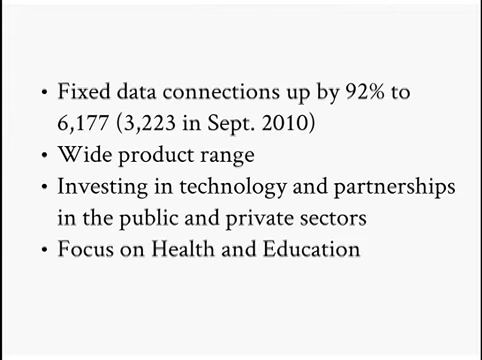 • Fixed data connections up by 92% to
6,177 (3,223 in Sept. 2010)
• Wide product range
• Investing in technology and partnerships
in the public and private sectors
• Focus on Health and Education